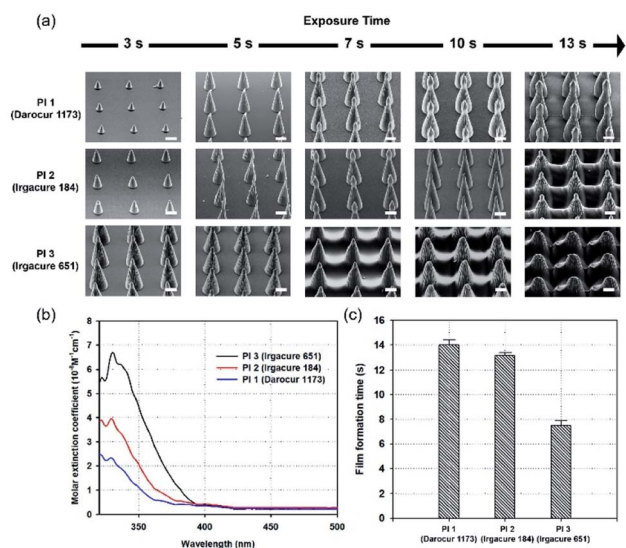 (a)
Exposure Time
3 s 5 s 7 s 10 s 13 s
PI 1
(Darocur 1173)
PI 2
(Irgacure 184)
PI 3
(Irgacure 651)
(b)
Molar extinction coefficient (10⁻⁵M⁻¹cm⁻¹)
8
7
6
5
4
3
2
1
0
PI 3 (Irgacure 651)
PI 2 (Irgacure 184)
PI 1 (Darocur 1173)
350 400 450 500
Wavelength (nm)
(c)
Film formation time (s)
16
14
12
10
8
6
4
2
0
PI 1 PI 2 PI 3
(Darocur 1173) (Irgacure 184) (Irgacure 651)